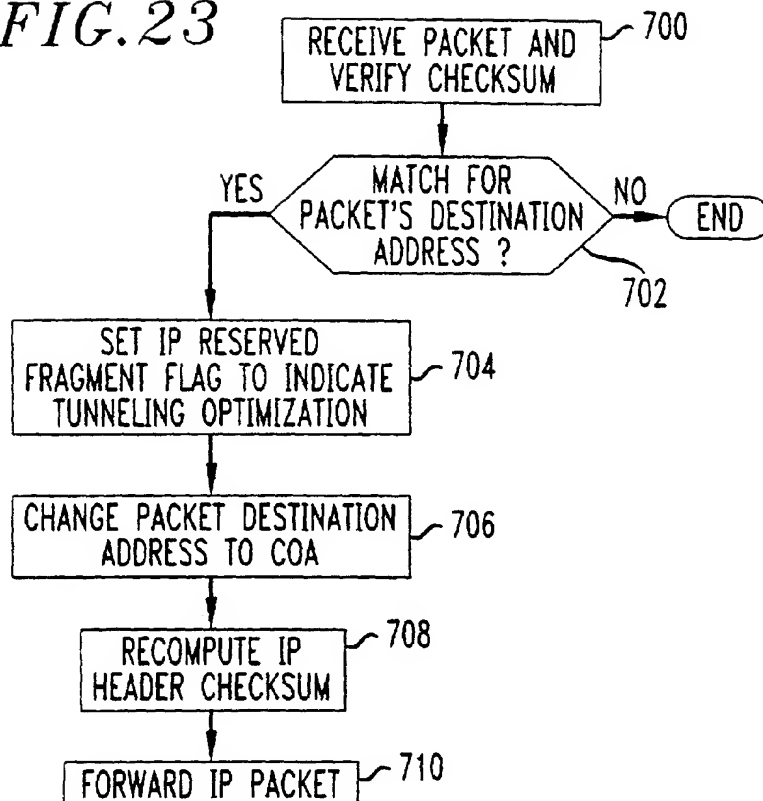 FIG.23
RECEIVE PACKET AND
VERIFY CHECKSUM
700
MATCH FOR
PACKET'S DESTINATION
ADDRESS ?
YES
NO
END
702
SET IP RESERVED
FRAGMENT FLAG TO INDICATE
TUNNELING OPTIMIZATION
704
CHANGE PACKET DESTINATION
ADDRESS TO COA
706
RECOMPUTE IP
HEADER CHECKSUM
708
FORWARD IP PACKET
710